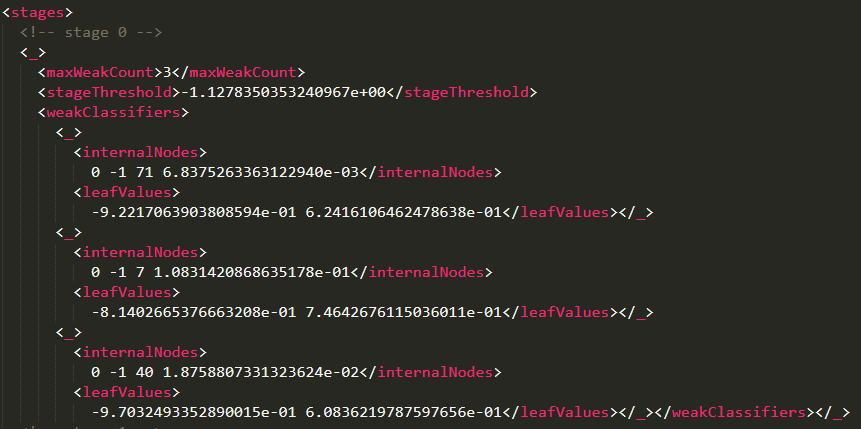 <stages>
<!-- stage 0 -->
<_>
<maxWeakCount>3</maxWeakCount>
<stageThreshold>-1.1278350353240967e+00</stageThreshold>
<weakClassifiers>
<_>
<internalNodes>
0 -1 71 6.8375263363122940e-03</internalNodes>
<leafValues>
-9.2217063903808594e-01 6.2416106462478638e-01</leafValues></_>
<_>
<internalNodes>
0 -1 7 1.0831420868635178e-01</internalNodes>
<leafValues>
-8.1402665376663208e-01 7.4642676115036011e-01</leafValues></_>
<_>
<internalNodes>
0 -1 40 1.8758807331323624e-02</internalNodes>
<leafValues>
-9.7032493352890015e-01 6.0836219787597656e-01</leafValues></_></weakClassifiers></_>